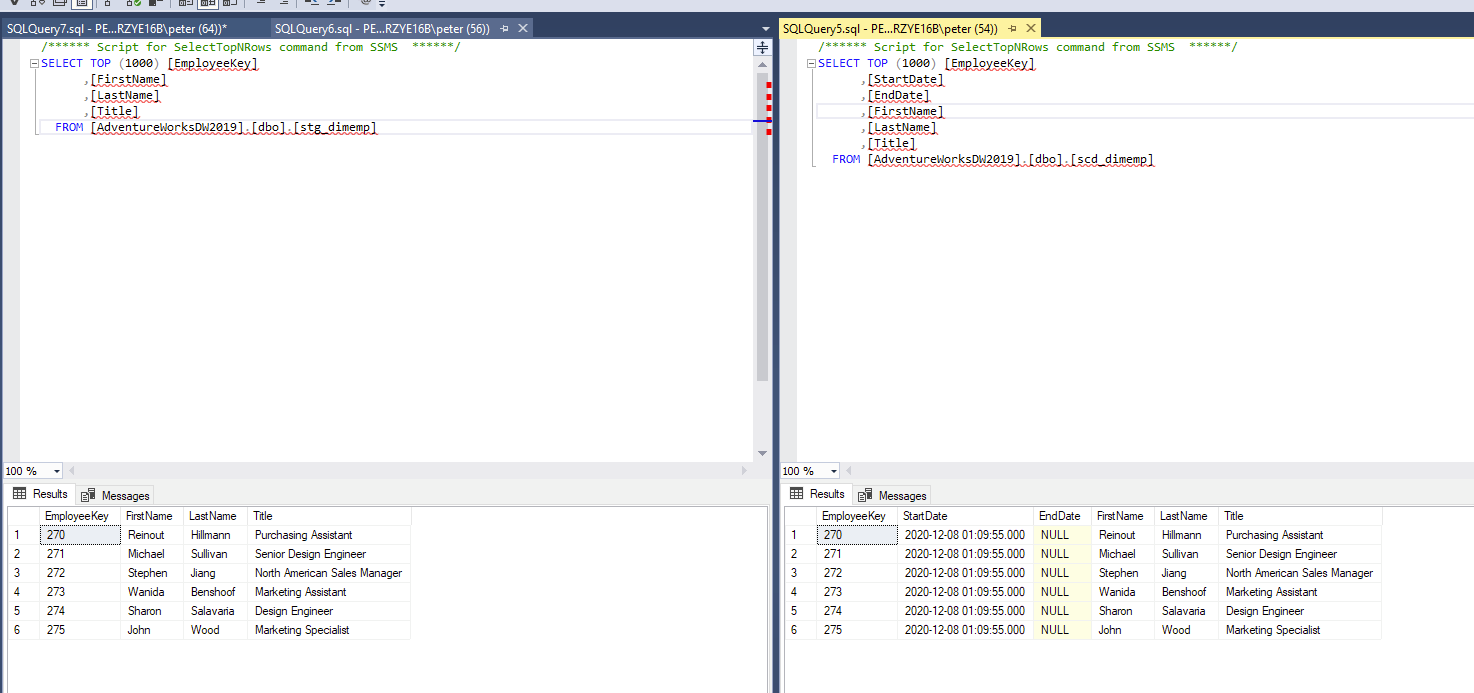 SQLQuery7.sql - PE...RZYE16B\peter (64))*
SQLQuery6.sql - PE...RZYE16B\peter (56))
/****** Script for SelectTopNRows command from SSMS  ******/
SELECT TOP (1000) [EmployeeKey]
,[FirstName]
,[LastName]
,[Title]
FROM [AdventureWorksDW2019].[dbo].[stg_dimemp]
100 %
Results Messages
EmployeeKey FirstName LastName Title
1 270 Reinout Hillmann Purchasing Assistant
2 271 Michael Sullivan Senior Design Engineer
3 272 Stephen Jiang North American Sales Manager
4 273 Wanida Benshoof Marketing Assistant
5 274 Sharon Salavaria Design Engineer
6 275 John Wood Marketing Specialist
SQLQuery5.sql - PE...RZYE16B\peter (54))
/****** Script for SelectTopNRows command from SSMS  ******/
SELECT TOP (1000) [EmployeeKey]
,[StartDate]
,[EndDate]
,[FirstName]
,[LastName]
,[Title]
FROM [AdventureWorksDW2019].[dbo].[scd_dimemp]
100 %
Results Messages
EmployeeKey StartDate EndDate FirstName LastName Title
1 270 2020-12-08 01:09:55.000 NULL Reinout Hillmann Purchasing Assistant
2 271 2020-12-08 01:09:55.000 NULL Michael Sullivan Senior Design Engineer
3 272 2020-12-08 01:09:55.000 NULL Stephen Jiang North American Sales Manager
4 273 2020-12-08 01:09:55.000 NULL Wanida Benshoof Marketing Assistant
5 274 2020-12-08 01:09:55.000 NULL Sharon Salavaria Design Engineer
6 275 2020-12-08 01:09:55.000 NULL John Wood Marketing Specialist